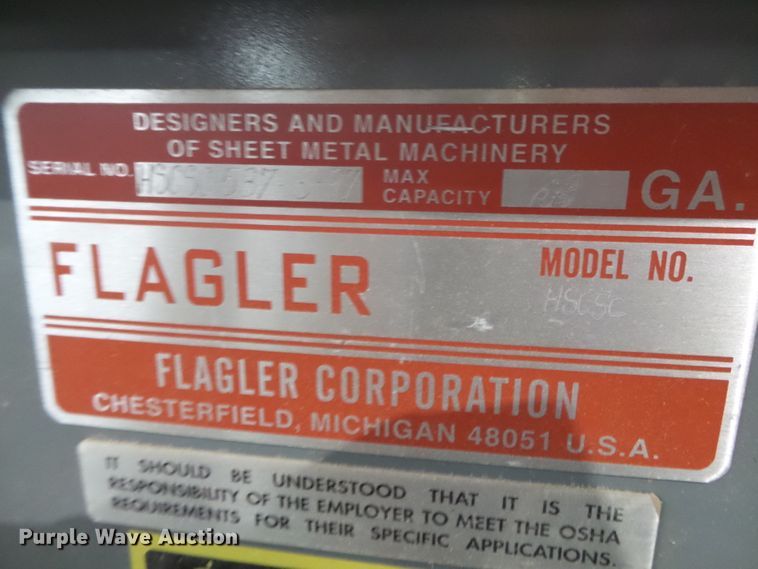 DESIGNERS AND MANUFACTURERS
OF SHEET METAL MACHINERY
SERIAL NO. MAX CAPACITY GA.
FLAGLER
MODEL NO.
HSCSC
FLAGLER CORPORATION
CHESTERFIELD, MICHIGAN 48051 U.S.A.
IT SHOULD BE UNDERSTOOD THAT IT IS THE
RESPONSIBILITY OF THE EMPLOYER TO MEET THE OSHA
REQUIREMENTS FOR THEIR SPECIFIC APPLICATIONS.
Purple Wave Auction